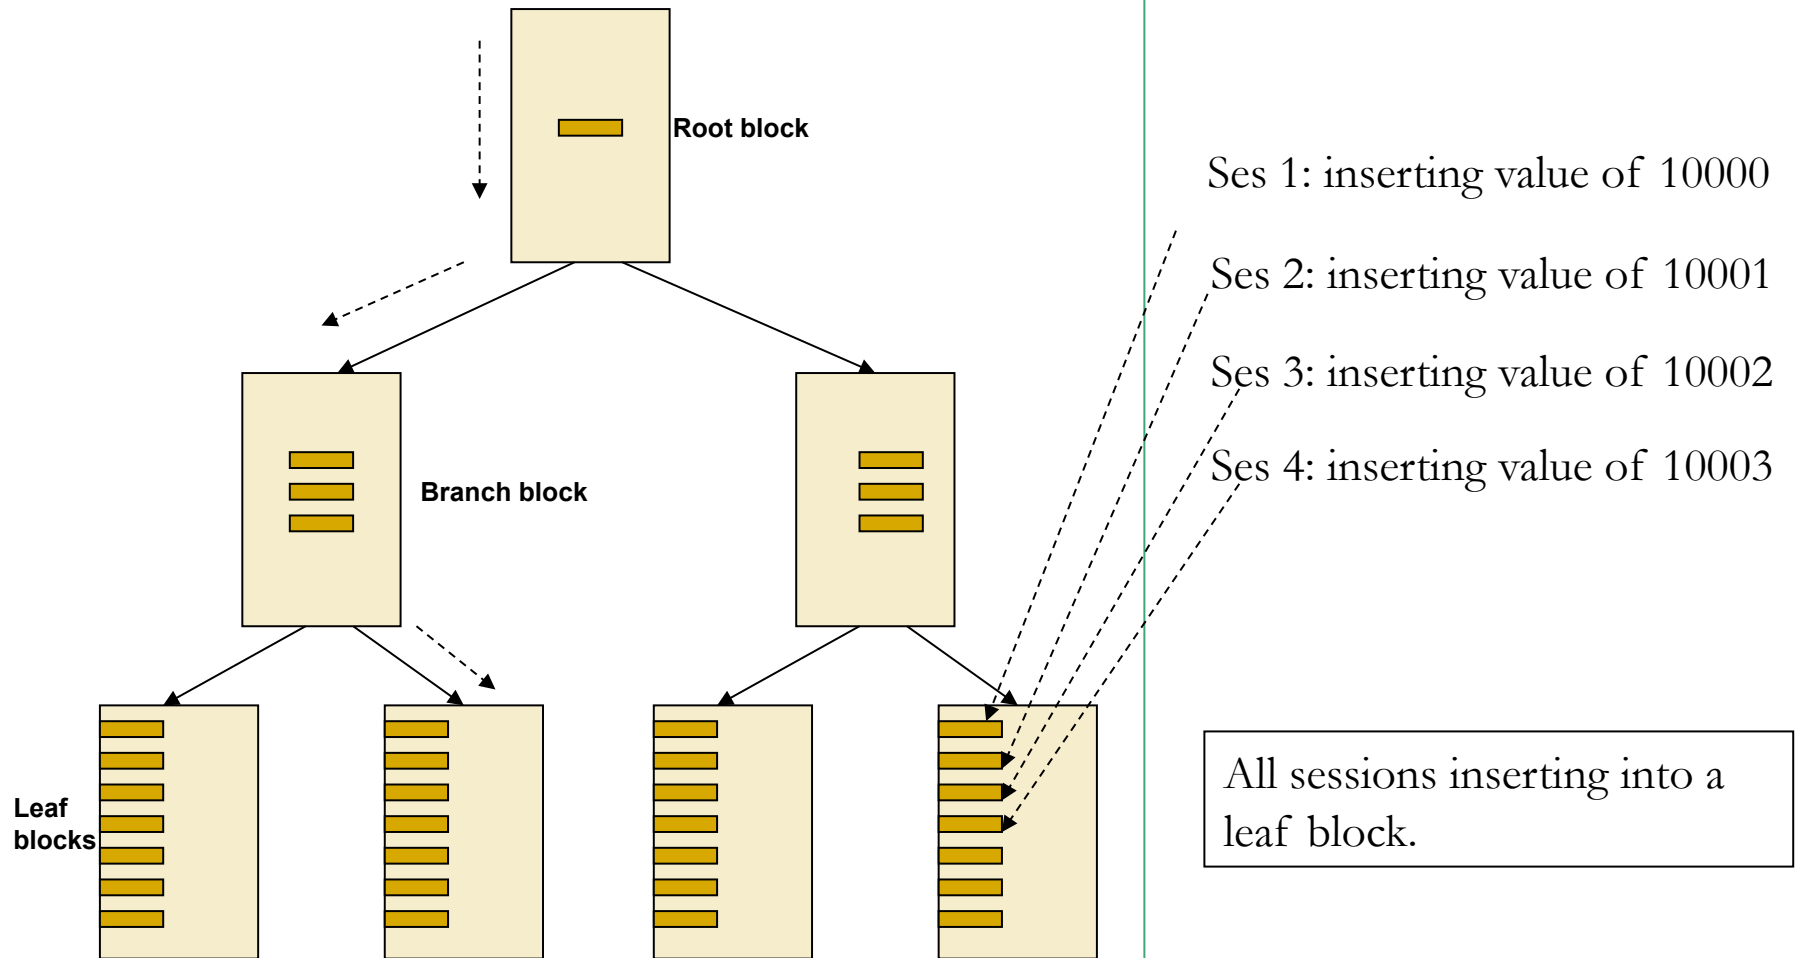 Root block
Ses 1: inserting value of 10000
Ses 2: inserting value of 10001
Ses 3: inserting value of 10002
Ses 4: inserting value of 10003
Branch block
Leaf
blocks
All sessions inserting into a
leaf block.